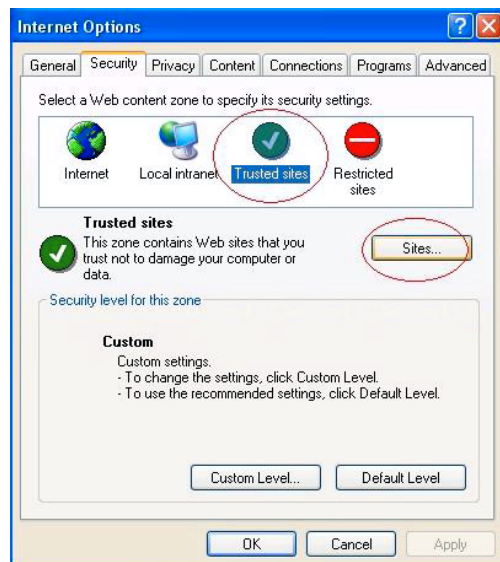 Internet Options
General Security Privacy Content Connections Programs Advanced
Select a Web content zone to specify its security settings.
Internet Local intranet Trusted sites Restricted
sites
Trusted sites
This zone contains Web sites that you
trust not to damage your computer or
data.
Sites...
Security level for this zone
Custom
Custom settings.
- To change the settings, click Custom Level.
- To use the recommended settings, click Default Level.
Custom Level... Default Level
OK Cancel Apply